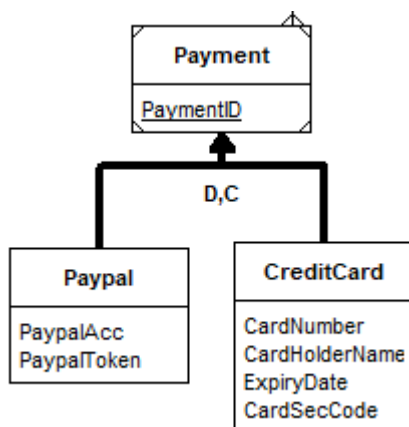 Payment
PaymentID
D,C
Paypal
PaypalAcc
PaypalToken
CreditCard
CardNumber
CardHolderName
ExpiryDate
CardSecCode